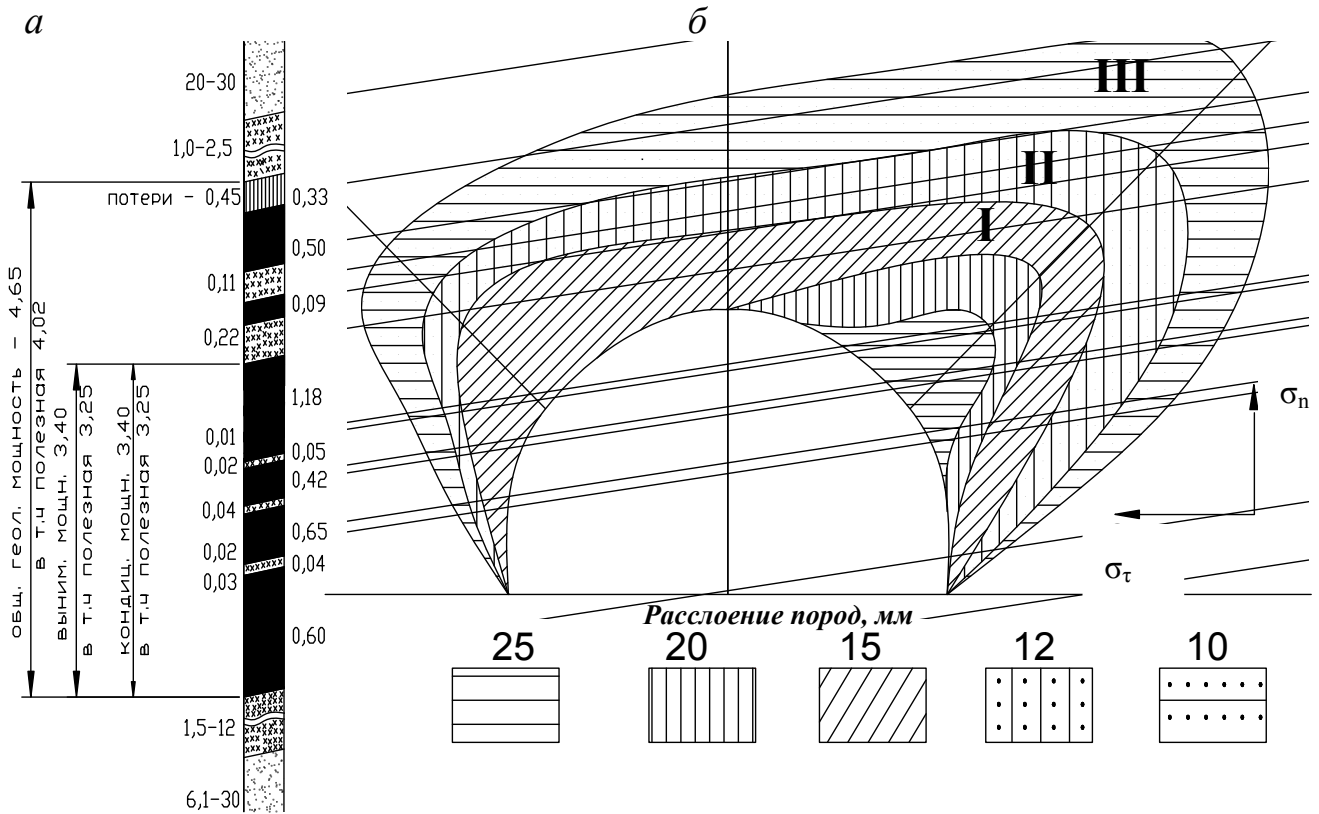 а
б
20-30
1,0-2,5
потери - 0,45
0,33
0,50
0,11
0,09
0,22
1,18
0,01
0,05
0,02
0,42
0,04
0,65
0,02
0,04
0,03
0,60
1,5-12
6,1-30
общ. геол. мощность - 4,65
в т.ч полезная 4,02
выним. мощн. 3,40
в т.ч полезная 3,25
кондиц. мощн. 3,40
в т.ч полезная 3,25
III
II
I
σn
στ
Расслоение пород, мм
25 20 15 12 10